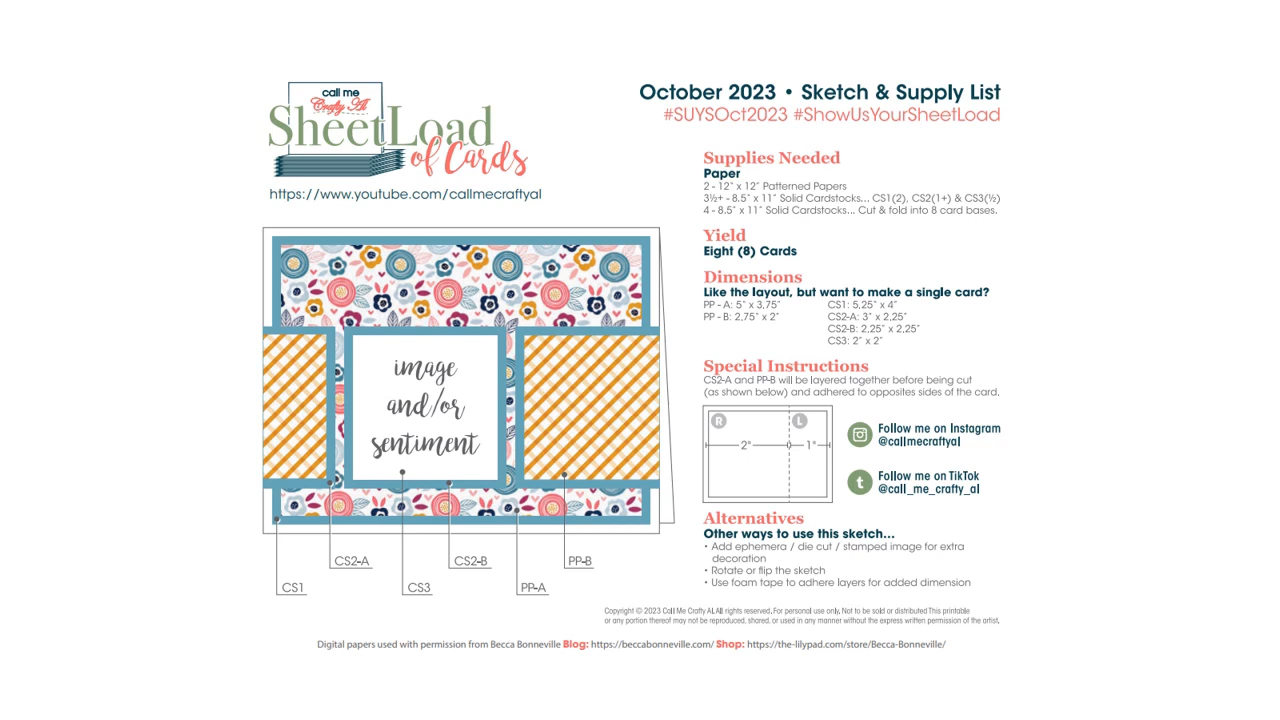 call me
Crafty Al
SheetLoad
of Cards
https://www.youtube.com/callmecraftyal
October 2023 • Sketch & Supply List
#SUYSOct2023 #ShowUsYourSheetLoad
Supplies Needed
Paper
2 - 12" x 12" Patterned Papers
3½+ - 8.5" x 11" Solid Cardstocks... CS1(2), CS2(1+) & CS3(½)
4 - 8.5" x 11" Solid Cardstocks... Cut & fold into 8 card bases.
Yield
Eight (8) Cards
Dimensions
Like the layout, but want to make a single card?
PP - A: 5" x 3,75"
PP - B: 2,75" x 2"
CS1: 5,25" x 4"
CS2-A: 3" x 2,25"
CS2-B: 2,25" x 2,25"
CS3: 2" x 2"
Special Instructions
CS2-A and PP-B will be layered together before being cut
(as shown below) and adhered to opposites sides of the card.
R
L
2"
1"
Follow me on Instagram
@callmecraftyal
t
Follow me on TikTok
@call_me_crafty_al
Alternatives
Other ways to use this sketch...
• Add ephemera / die cut / stamped image for extra
decoration
• Rotate or flip the sketch
• Use foam tape to adhere layers for added dimension
image
and/or
sentiment
CS2-A
CS2-B
PP-B
CS1
CS3
PP-A
Copyright © 2023 Call Me Crafty Al. All rights reserved. For personal use only. Not to be sold or distributed This printable
or any portion thereof may not be reproduced, shared, or used in any manner without the express written permission of the artist.
Digital papers used with permission from Becca Bonneville Blog: https://beccabonneville.com/ Shop: https://the-lilypad.com/store/Becca-Bonneville/